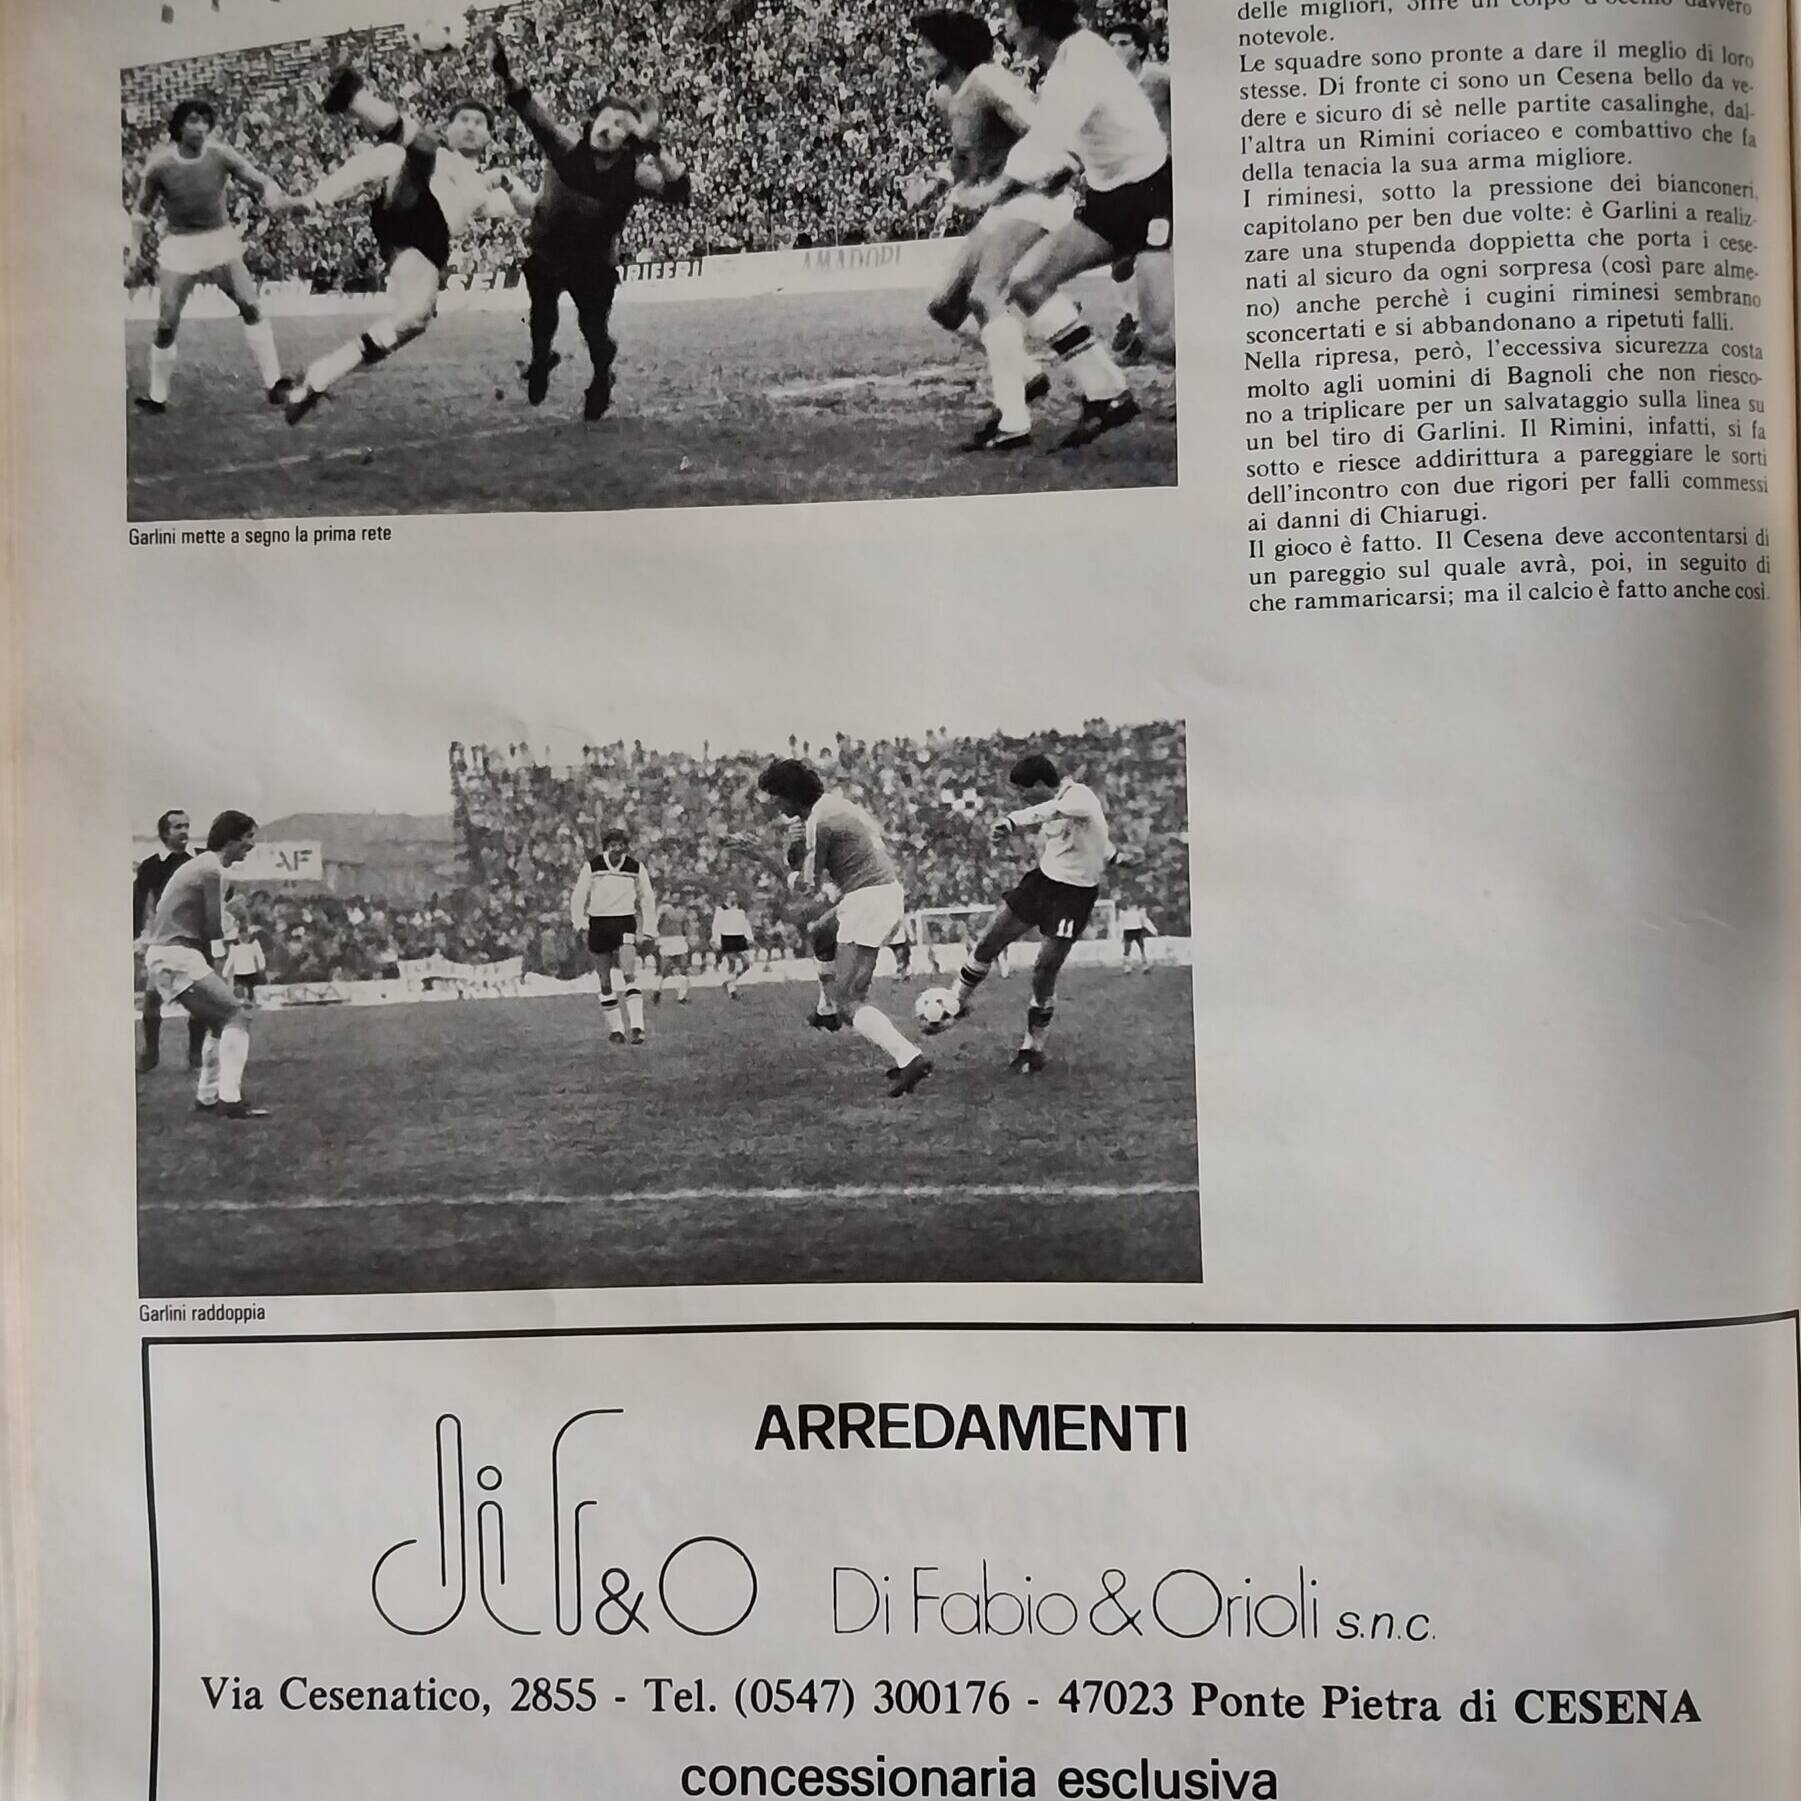 delle migliori, offre un colpo d'occhio davvero
notevole.
Le squadre sono pronte a dare il meglio di loro
stesse. Di fronte ci sono un Cesena bello da ve-
dere e sicuro di sè nelle partite casalinghe, dal-
l'altra un Rimini coriaceo e combattivo che fa
della tenacia la sua arma migliore.
I riminesi, sotto la pressione dei bianconeri,
capitolano per ben due volte: è Garlini a realiz-
zare una stupenda doppietta che porta i cese-
nati al sicuro da ogni sorpresa (così pare alme-
no) anche perchè i cugini riminesi sembrano
sconcertati e si abbandonano a ripetuti falli.
Nella ripresa, però, l'eccessiva sicurezza costa
molto agli uomini di Bagnoli che non riesco-
no a triplicare per un salvataggio sulla linea su
un bel tiro di Garlini. Il Rimini, infatti, si fa
sotto e riesce addirittura a pareggiare le sorti
dell'incontro con due rigori per falli commessi
ai danni di Chiarugi.
Il gioco è fatto. Il Cesena deve accontentarsi di
un pareggio sul quale avrà, poi, in seguito di
che rammaricarsi; ma il calcio è fatto anche così.
AMADORI
Garlini mette a segno la prima rete
AF
11
Garlini raddoppia
ARREDAMENTI
di F&O Di Fabio & Orioli s.n.c.
Via Cesenatico, 2855 - Tel. (0547) 300176 - 47023 Ponte Pietra di CESENA
concessionaria esclusiva